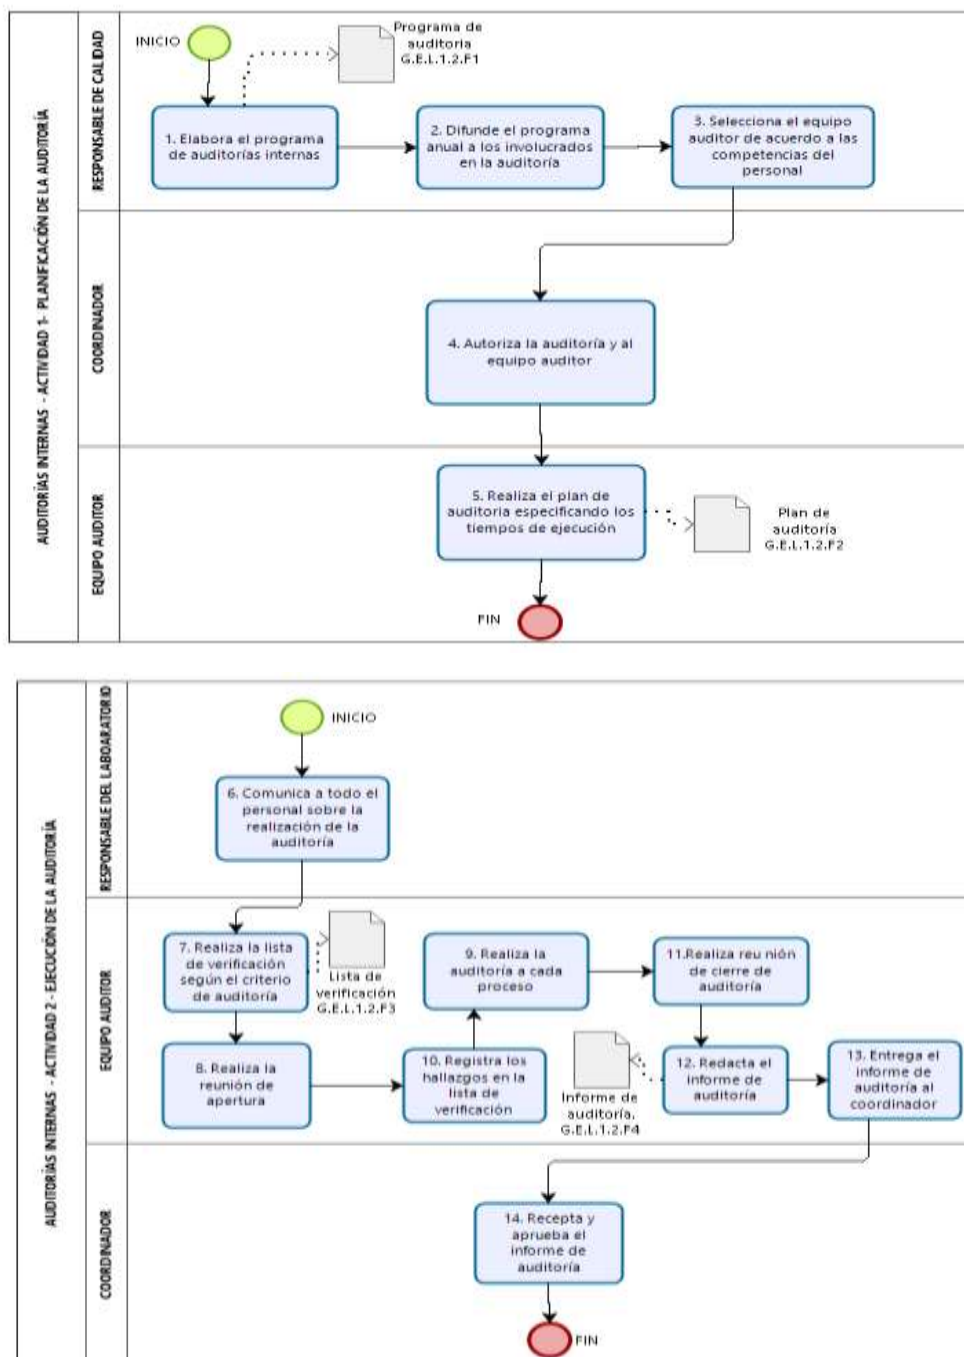 AUDITORÍAS INTERNAS - ACTIVIDAD 1- PLANIFICACIÓN DE LA AUDITORÍA
RESPONSABLE DE CALIDAD
INICIO
Programa de
auditoria
G.E.L.1.2.F1
1. Elabora el programa
de auditorías internas
2. Difunde el programa
anual a los involucrados
en la auditoría
3. Selecciona el equipo
auditor de acuerdo a las
competencias del
personal
COORDINADOR
4. Autoriza la auditoría y al
equipo auditor
EQUIPO AUDITOR
5. Realiza el plan de
auditoria especificando los
tiempos de ejecución
Plan de
auditoría
G.E.L.1.2.F2
FIN
AUDITORÍAS INTERNAS - ACTIVIDAD 2 - EJECUCIÓN DE LA AUDITORÍA
RESPONSABLE DEL LABOARATORIO
INICIO
6. Comunica a todo el
personal sobre la
realización de la
auditoría
EQUIPO AUDITOR
7. Realiza la lista
de verificación
según el criterio
de auditoría
Lista de
verificación
G.E.L.1.2.F3
8. Realiza la
reunión de
apertura
9. Realiza la
auditoría a cada
proceso
10. Registra los
hallazgos en la
lista de
verificación
11.Realiza reu nión
de cierre de
auditoría
Informe de
auditoría.
G.E.L.1.2.F4
12. Redacta el
informe de
auditoría
13. Entrega el
informe de
auditoría al
coordinador
COORDINADOR
14. Recepta y
aprueba el
informe de
auditoría
FIN